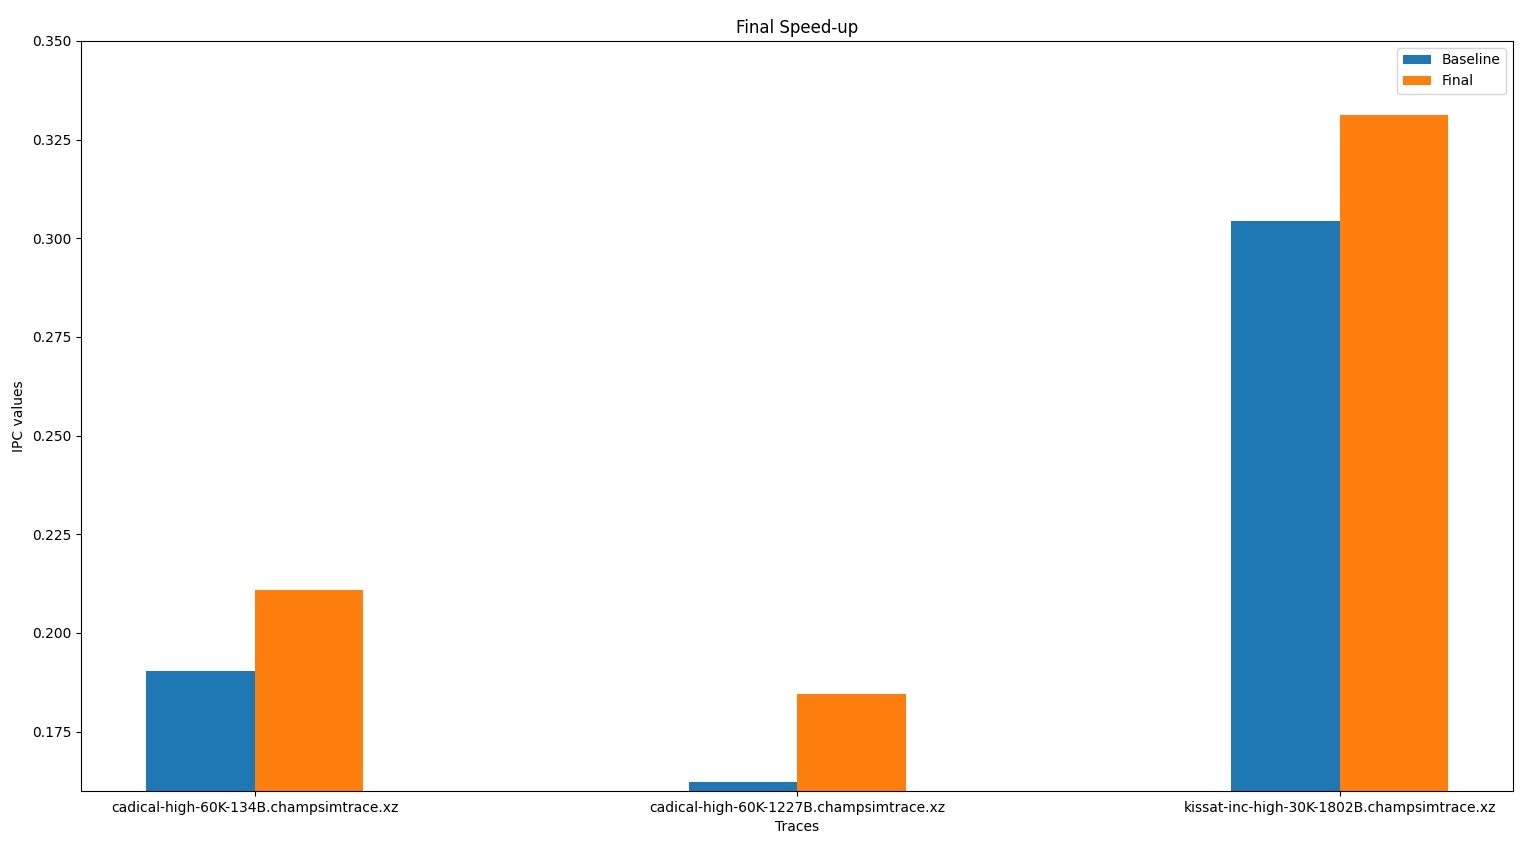 Final Speed-up
Baseline
Final
0.350
0.325
0.300
0.275
0.250
0.225
0.200
0.175
IPC values
cadical-high-60K-134B.champsimtrace.xz
cadical-high-60K-1227B.champsimtrace.xz
kissat-inc-high-30K-1802B.champsimtrace.xz
Traces